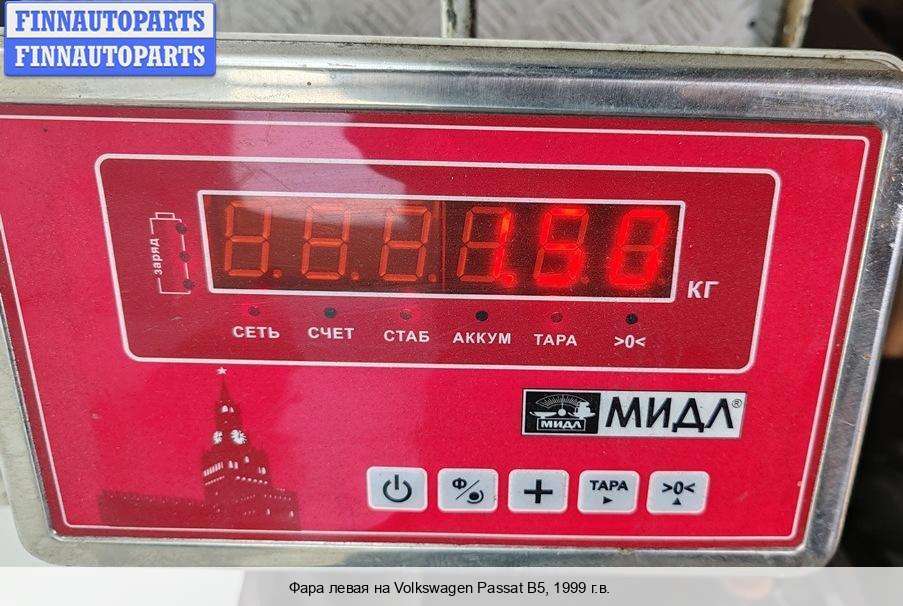 FINNAUTOPARTS
FINNAUTOPARTS
заряд
1.50
КГ
СЕТЬ СЧЕТ СТАБ АККУМ ТАРА >0<
МИДЛ МИДЛ®
Ф/ + ТАРА >0<
Фара левая на Volkswagen Passat B5, 1999 г.в.